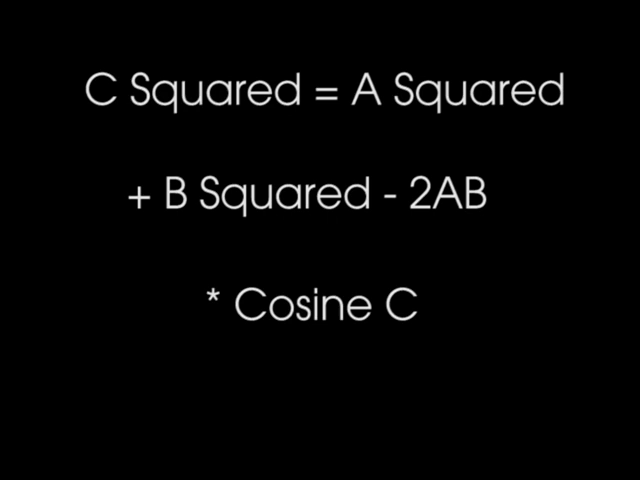 C Squared = A Squared
+ B Squared - 2AB
* Cosine C